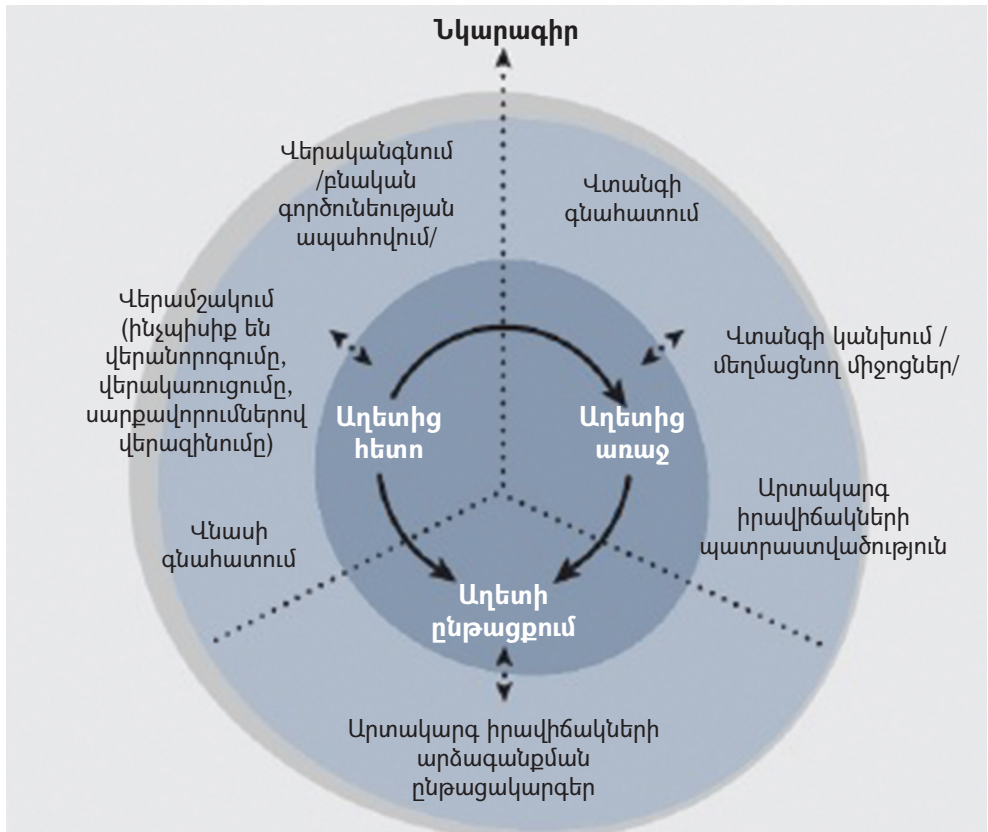 Նկարագիր
Վերականգնում
/բնական
գործունեության
ապահովում/
Վտանգի
գնահատում
Վերամշակում
(ինչպիսիք են
վերանորոգումը,
վերակառուցումը,
սարքավորումներով
վերազինումը)
Վտանգի կանխում /
մեղմացնող միջոցներ/
Աղետից
հետո
Աղետից
առաջ
Վնասի
գնահատում
Արտակարգ
իրավիճակների
պատրաստվածություն
Աղետի
ընթացքում
Արտակարգ իրավիճակների
արձագանքման
ընթացակարգեր